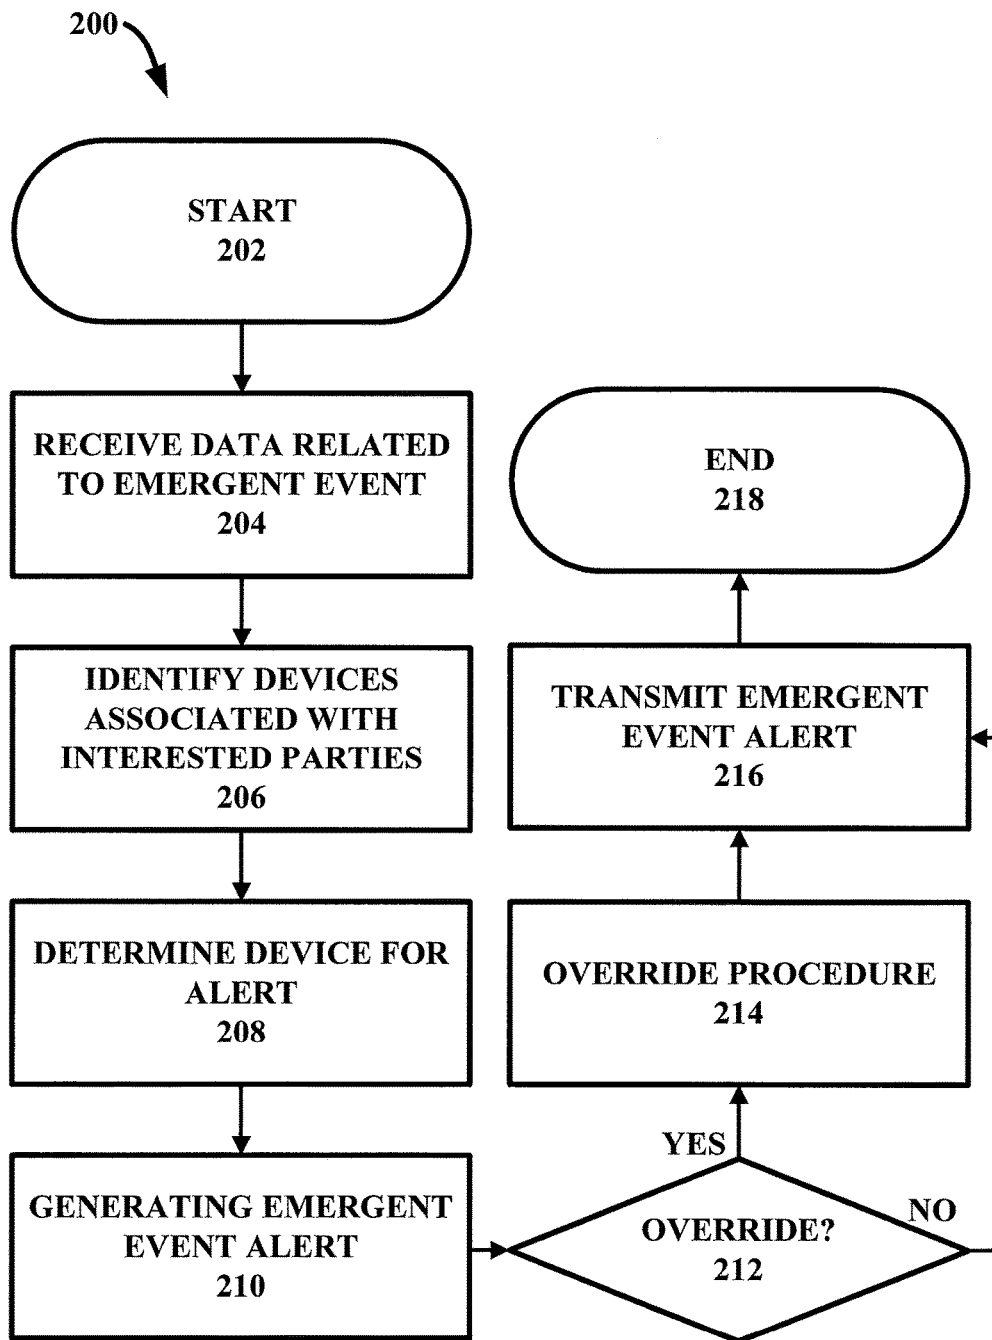 200
START
202
RECEIVE DATA RELATED
TO EMERGENT EVENT
204
IDENTIFY DEVICES
ASSOCIATED WITH
INTERESTED PARTIES
206
DETERMINE DEVICE FOR
ALERT
208
GENERATING EMERGENT
EVENT ALERT
210
OVERRIDE?
212
YES
NO
OVERRIDE PROCEDURE
214
TRANSMIT EMERGENT
EVENT ALERT
216
END
218